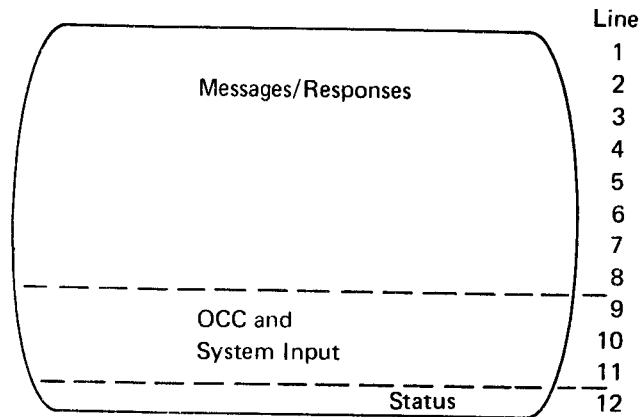 Line
1
Messages/Responses 2
3
4
5
6
7
8
OCC and 9
System Input 10
11
Status 12